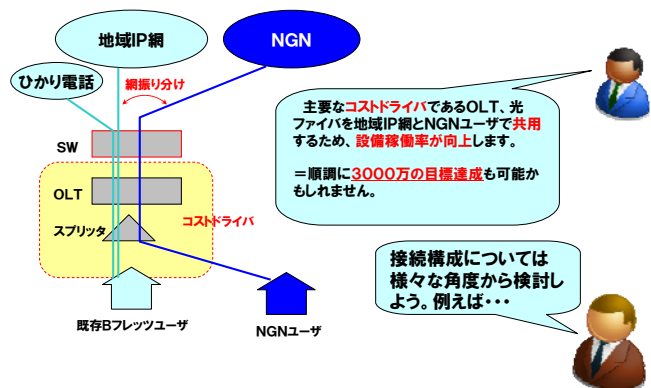 地域IP網
NGN
ひかり電話
網振り分け
主要なコストドライバであるOLT、光
ファイバを地域IP網とNGNユーザで共用
するため、設備稼働率が向上します。
=順調に3000万の目標達成も可能か
もしれません。
SW
OLT
スプリッタ
コストドライバ
接続構成については
様々な角度から検討し
よう。例えば・・・
既存Bフレッツユーザ
NGNユーザ